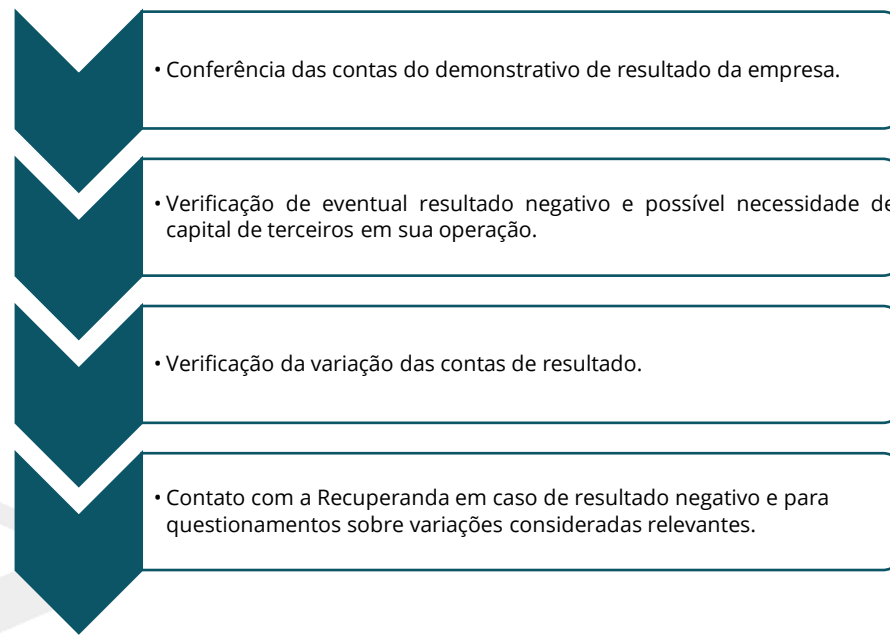 • Conferência das contas do demonstrativo de resultado da empresa.
• Verificação de eventual resultado negativo e possível necessidade de
capital de terceiros em sua operação.
• Verificação da variação das contas de resultado.
• Contato com a Recuperanda em caso de resultado negativo e para
questionamentos sobre variações consideradas relevantes.